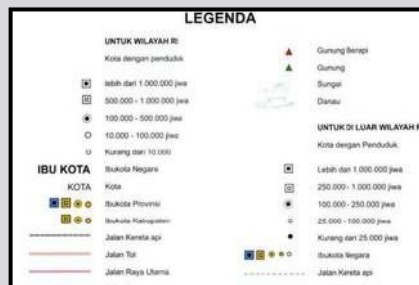 LEGENDA
UNTUK WILAYAH RI
Kota dengan penduduk
lebih dari 1.000.000 jiwa
500.000 - 1.000.000 jiwa
100.000 - 500.000 jiwa
10.000 - 100.000 jiwa
Kurang dari 10.000
IBU KOTA Ibukota Negara
KOTA Kota
Ibukota Provinsi
Ibukota Kabupaten
Jalan Kereta api
Jalan Tol
Jalan Raya Utama
Gunung Berapi
Gunung
Sungai
Danau
UNTUK DI LUAR WILAYAH R
Kota dengan Penduduk
Lebih dari 1.000.000 jiwa
250.000 - 1.000.000 jiwa
100.000 - 250.000 jiwa
25.000 - 100.000 jiwa
Kurang dari 25.000 jiwa
Ibukota Negara
Jalan Kereta api